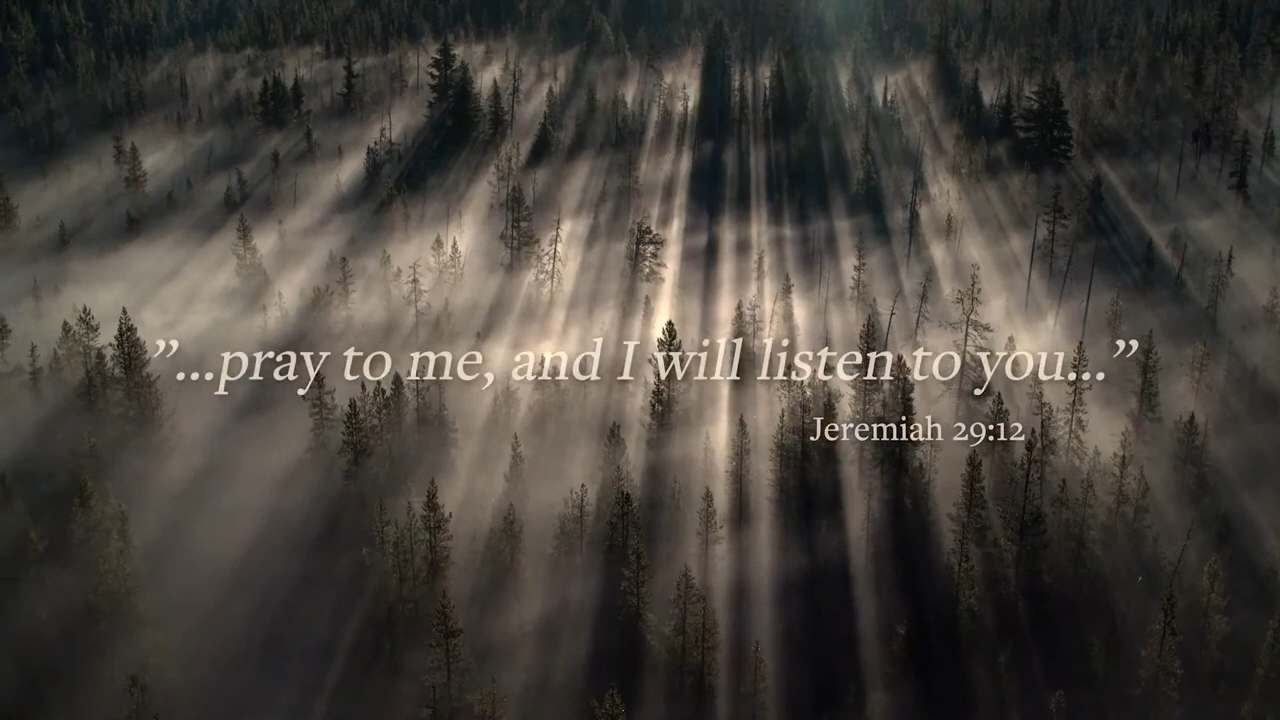 ”...pray to me, and I will listen to you...”
Jeremiah 29:12